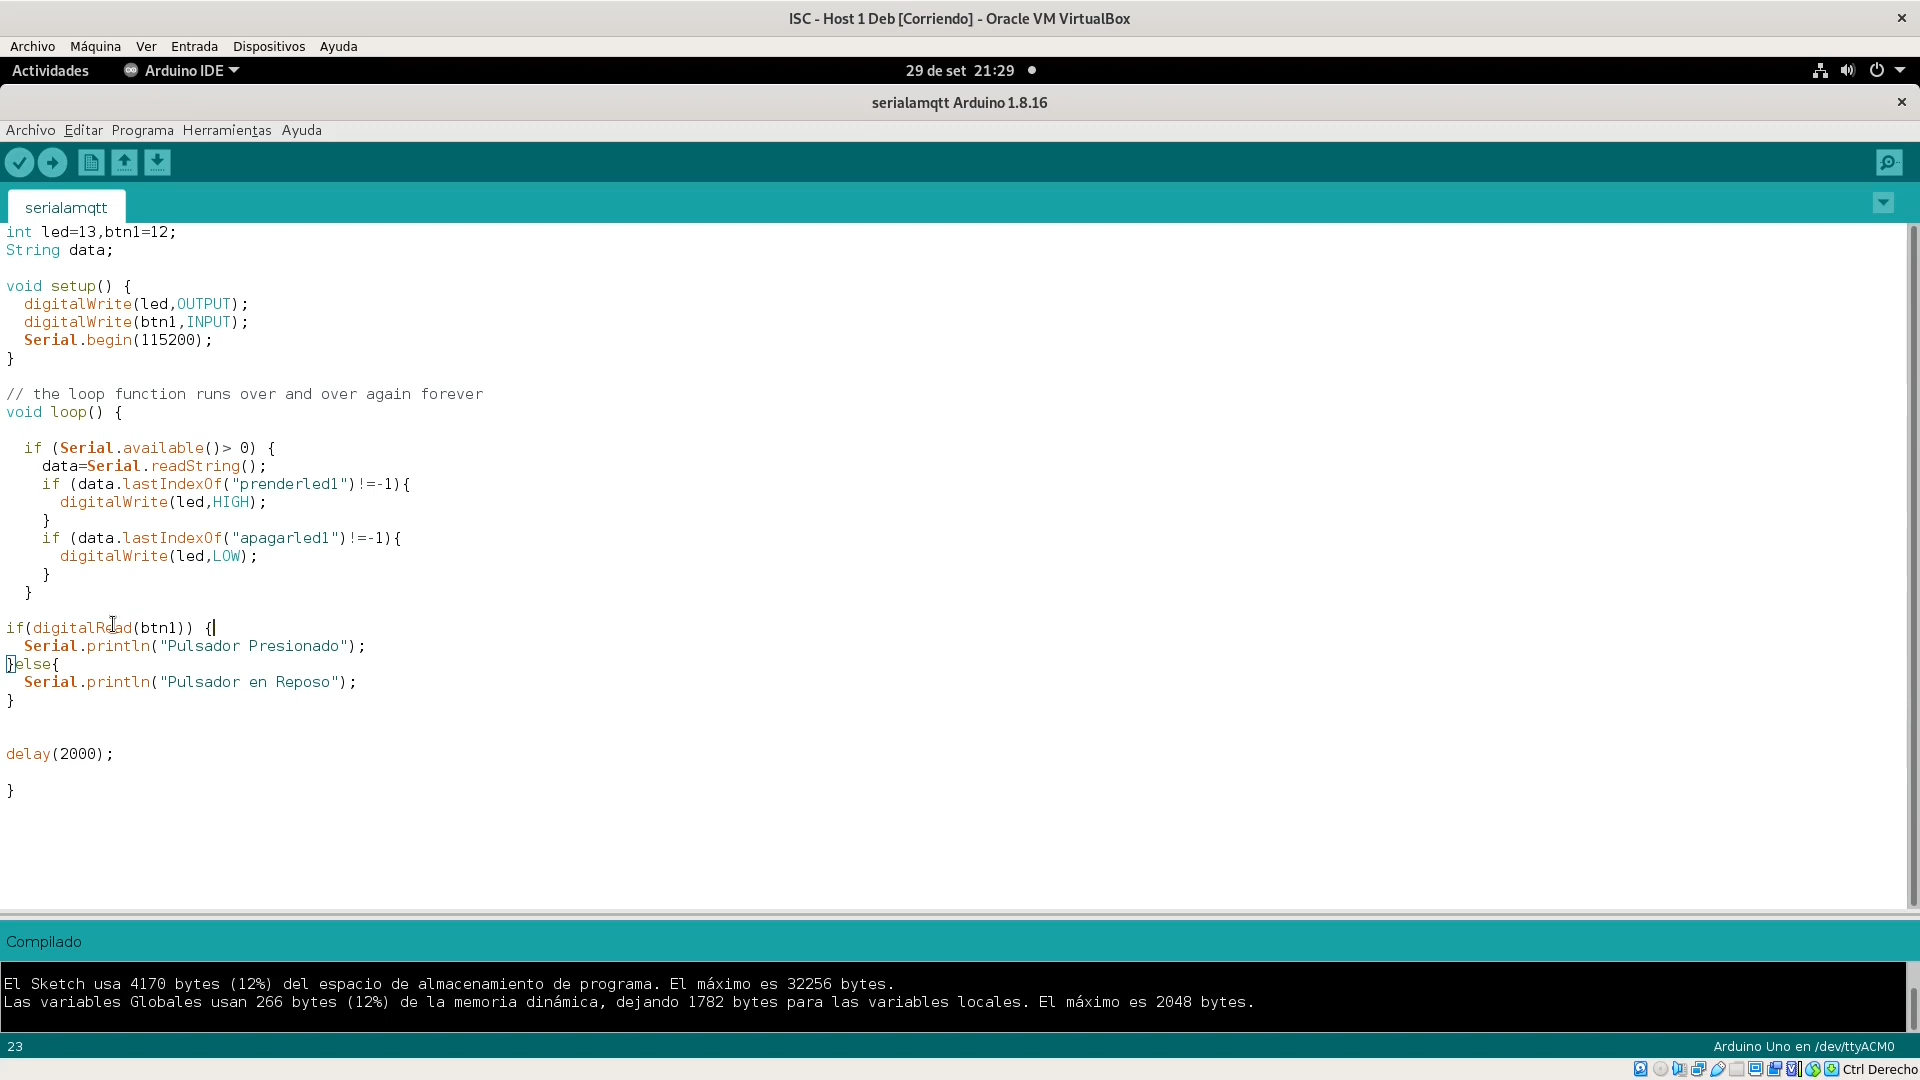 ISC - Host 1 Deb [Corriendo] - Oracle VM VirtualBox
Archivo Máquina Ver Entrada Dispositivos Ayuda
Actividades Arduino IDE 29 de set 21:29
serialamqtt Arduino 1.8.16
Archivo Editar Programa Herramientas Ayuda
serialamqtt
int led=13,btn1=12;
String data;
void setup() {
  digitalWrite(led,OUTPUT);
  digitalWrite(btn1,INPUT);
  Serial.begin(115200);
}
// the loop function runs over and over again forever
void loop() {
  if (Serial.available()> 0) {
    data=Serial.readString();
    if (data.lastIndexOf("prenderled1")!=-1){
      digitalWrite(led,HIGH);
    }
    if (data.lastIndexOf("apagarled1")!=-1){
      digitalWrite(led,LOW);
    }
  }
if(digitalRead(btn1)) {
  Serial.println("Pulsador Presionado");
}else{
  Serial.println("Pulsador en Reposo");
}
delay(2000);
}
Compilado
El Sketch usa 4170 bytes (12%) del espacio de almacenamiento de programa. El máximo es 32256 bytes.
Las variables Globales usan 266 bytes (12%) de la memoria dinámica, dejando 1782 bytes para las variables locales. El máximo es 2048 bytes.
23 Arduino Uno en /dev/ttyACM0
Ctrl Derecho